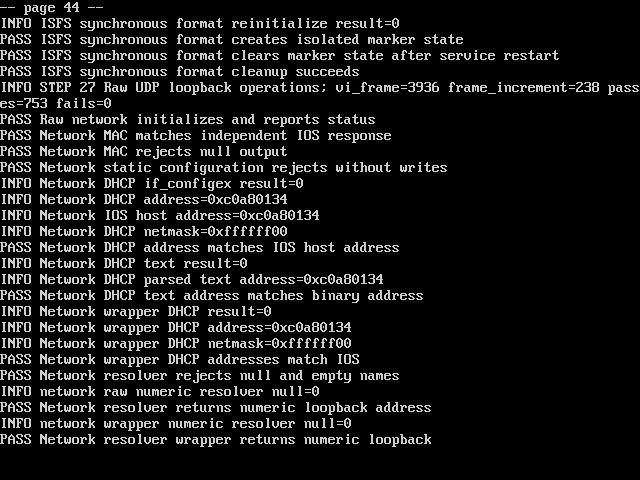 -- page 44 --
INFO ISFS synchronous format reinitialize result=0
PASS ISFS synchronous format creates isolated marker state
PASS ISFS synchronous format clears marker state after service restart
PASS ISFS synchronous format cleanup succeeds
INFO STEP 27 Raw UDP loopback operations; vi_frame=3936 frame_increment=238 pass
es=753 fails=0
PASS Raw network initializes and reports status
PASS Network MAC matches independent IOS response
PASS Network MAC rejects null output
PASS Network static configuration rejects without writes
INFO Network DHCP if_configex result=0
INFO Network DHCP address=0xc0a80134
INFO Network IOS host address=0xc0a80134
INFO Network DHCP netmask=0xffffff00
PASS Network DHCP address matches IOS host address
INFO Network DHCP text result=0
INFO Network DHCP parsed text address=0xc0a80134
PASS Network DHCP text address matches binary address
INFO Network wrapper DHCP result=0
INFO Network wrapper DHCP address=0xc0a80134
INFO Network wrapper DHCP netmask=0xffffff00
PASS Network wrapper DHCP addresses match IOS
PASS Network resolver rejects null and empty names
INFO network raw numeric resolver null=0
PASS Network resolver returns numeric loopback address
INFO network wrapper numeric resolver null=0
PASS Network resolver wrapper returns numeric loopback